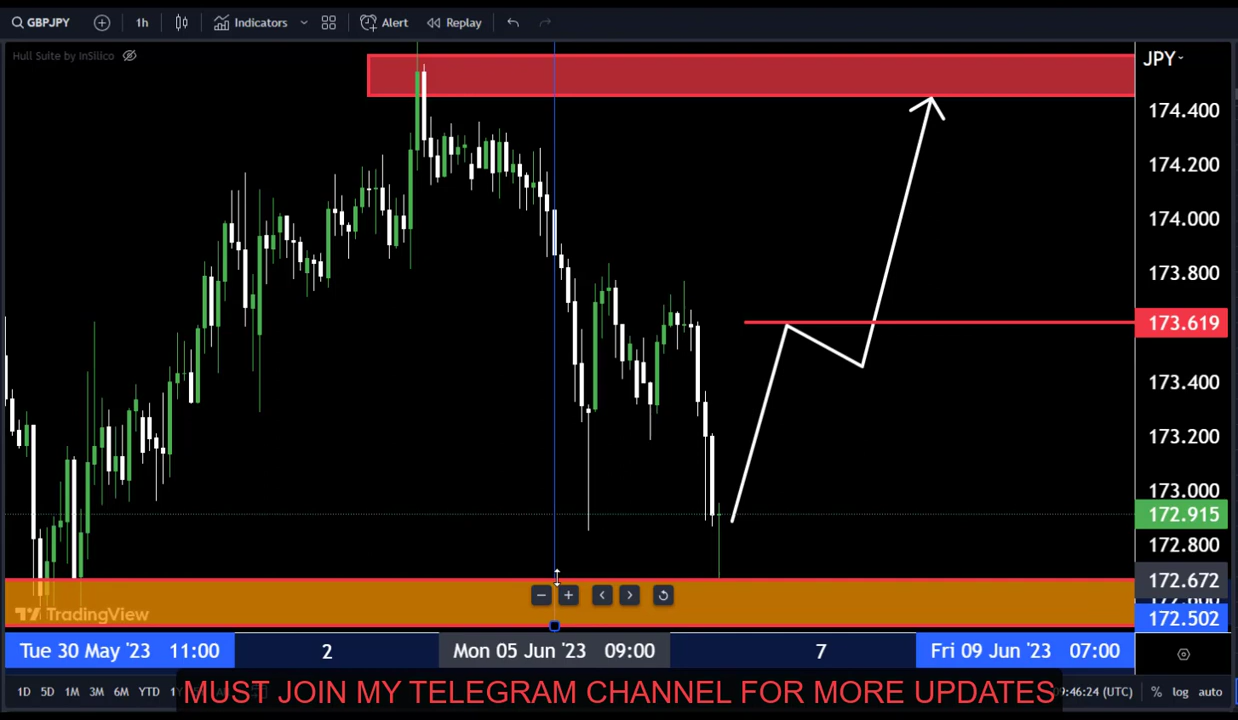 GBPJPY
1h
Indicators
Alert
Replay
Hull Suite by InSilico
JPY
174.400
174.200
174.000
173.800
173.619
173.400
173.200
173.000
172.915
172.800
172.672
172.502
TradingView
Tue 30 May '23 11:00
2
Mon 05 Jun '23 09:00
7
Fri 09 Jun '23 07:00
1D 5D 1M 3M 6M YTD
MUST JOIN MY TELEGRAM CHANNEL FOR MORE UPDATES
:46:24 (UTC)
% log auto